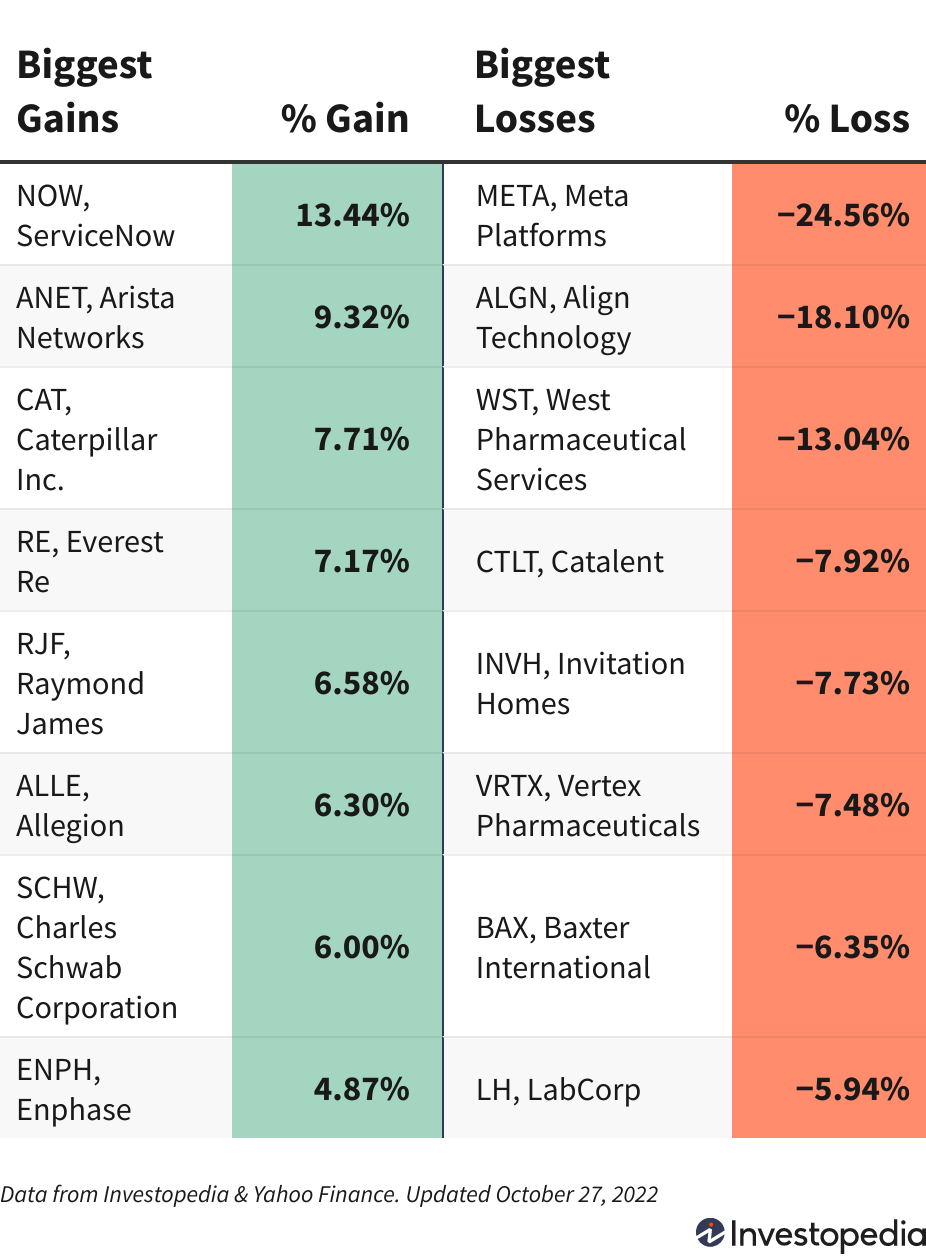 Biggest
Gains
% Gain
Biggest
Losses
% Loss
NOW,
ServiceNow
13.44%
META, Meta
Platforms
−24.56%
ANET, Arista
Networks
9.32%
ALGN, Align
Technology
−18.10%
CAT,
Caterpillar
Inc.
7.71%
WST, West
Pharmaceutical
Services
−13.04%
RE, Everest
Re
7.17%
CTLT, Catalent
−7.92%
RJF,
Raymond
James
6.58%
INVH, Invitation
Homes
−7.73%
ALLE,
Allegion
6.30%
VRTX, Vertex
Pharmaceuticals
−7.48%
SCHW,
Charles
Schwab
Corporation
6.00%
BAX, Baxter
International
−6.35%
ENPH,
Enphase
4.87%
LH, LabCorp
−5.94%
Data from Investopedia & Yahoo Finance. Updated October 27, 2022
Investopedia